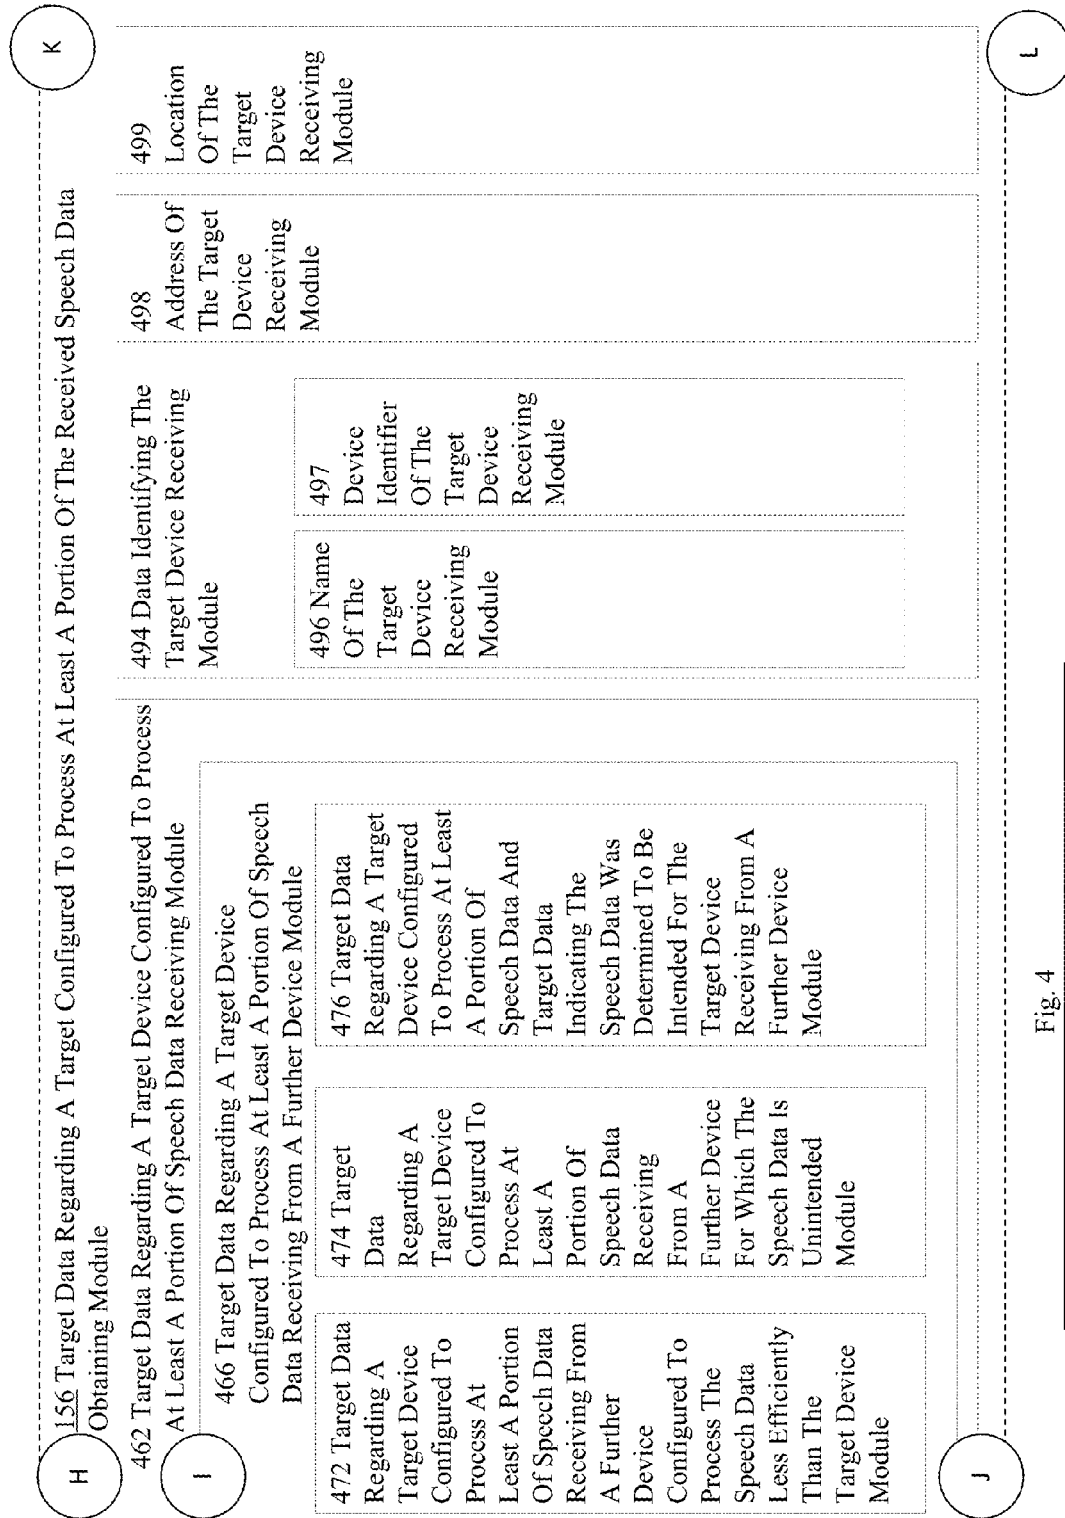 H
K
156 Target Data Regarding A Target Configured To Process At Least A Portion Of The Received Speech Data
Obtaining Module
462 Target Data Regarding A Target Device Configured To Process
At Least A Portion Of Speech Data Receiving Module
I
466 Target Data Regarding A Target Device
Configured To Process At Least A Portion Of Speech
Data Receiving From A Further Device Module
472 Target Data
Regarding A
Target Device
Configured To
Process At
Least A Portion
Of Speech Data
Receiving From
A Further
Device
Configured To
Process The
Speech Data
Less Efficiently
Than The
Target Device
Module
474 Target
Data
Regarding A
Target Device
Configured To
Process At
Least A
Portion Of
Speech Data
Receiving
From A
Further Device
For Which The
Speech Data Is
Unintended
Module
476 Target Data
Regarding A Target
Device Configured
To Process At Least
A Portion Of
Speech Data And
Target Data
Indicating The
Speech Data Was
Determined To Be
Intended For The
Target Device
Receiving From A
Further Device
Module
494 Data Identifying The
Target Device Receiving
Module
496 Name
Of The
Target
Device
Receiving
Module
497
Device
Identifier
Of The
Target
Device
Receiving
Module
498
Address Of
The Target
Device
Receiving
Module
499
Location
Of The
Target
Device
Receiving
Module
J
L
Fig. 4